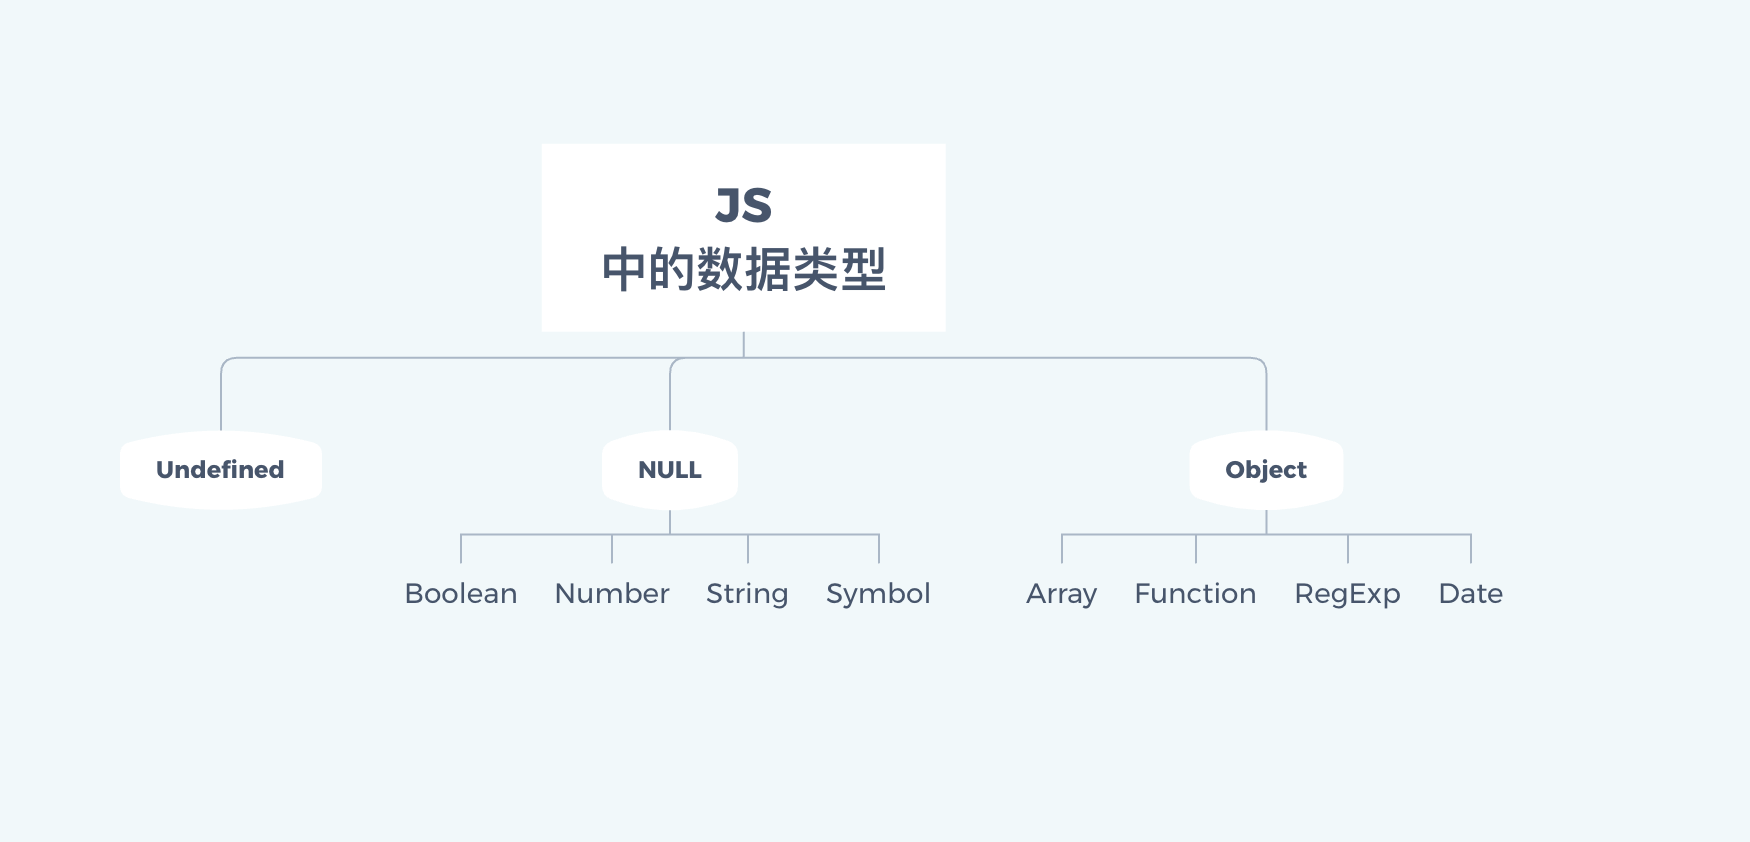 JS
中的数据类型
Undefined
NULL
Object
Boolean
Number
String
Symbol
Array
Function
RegExp
Date